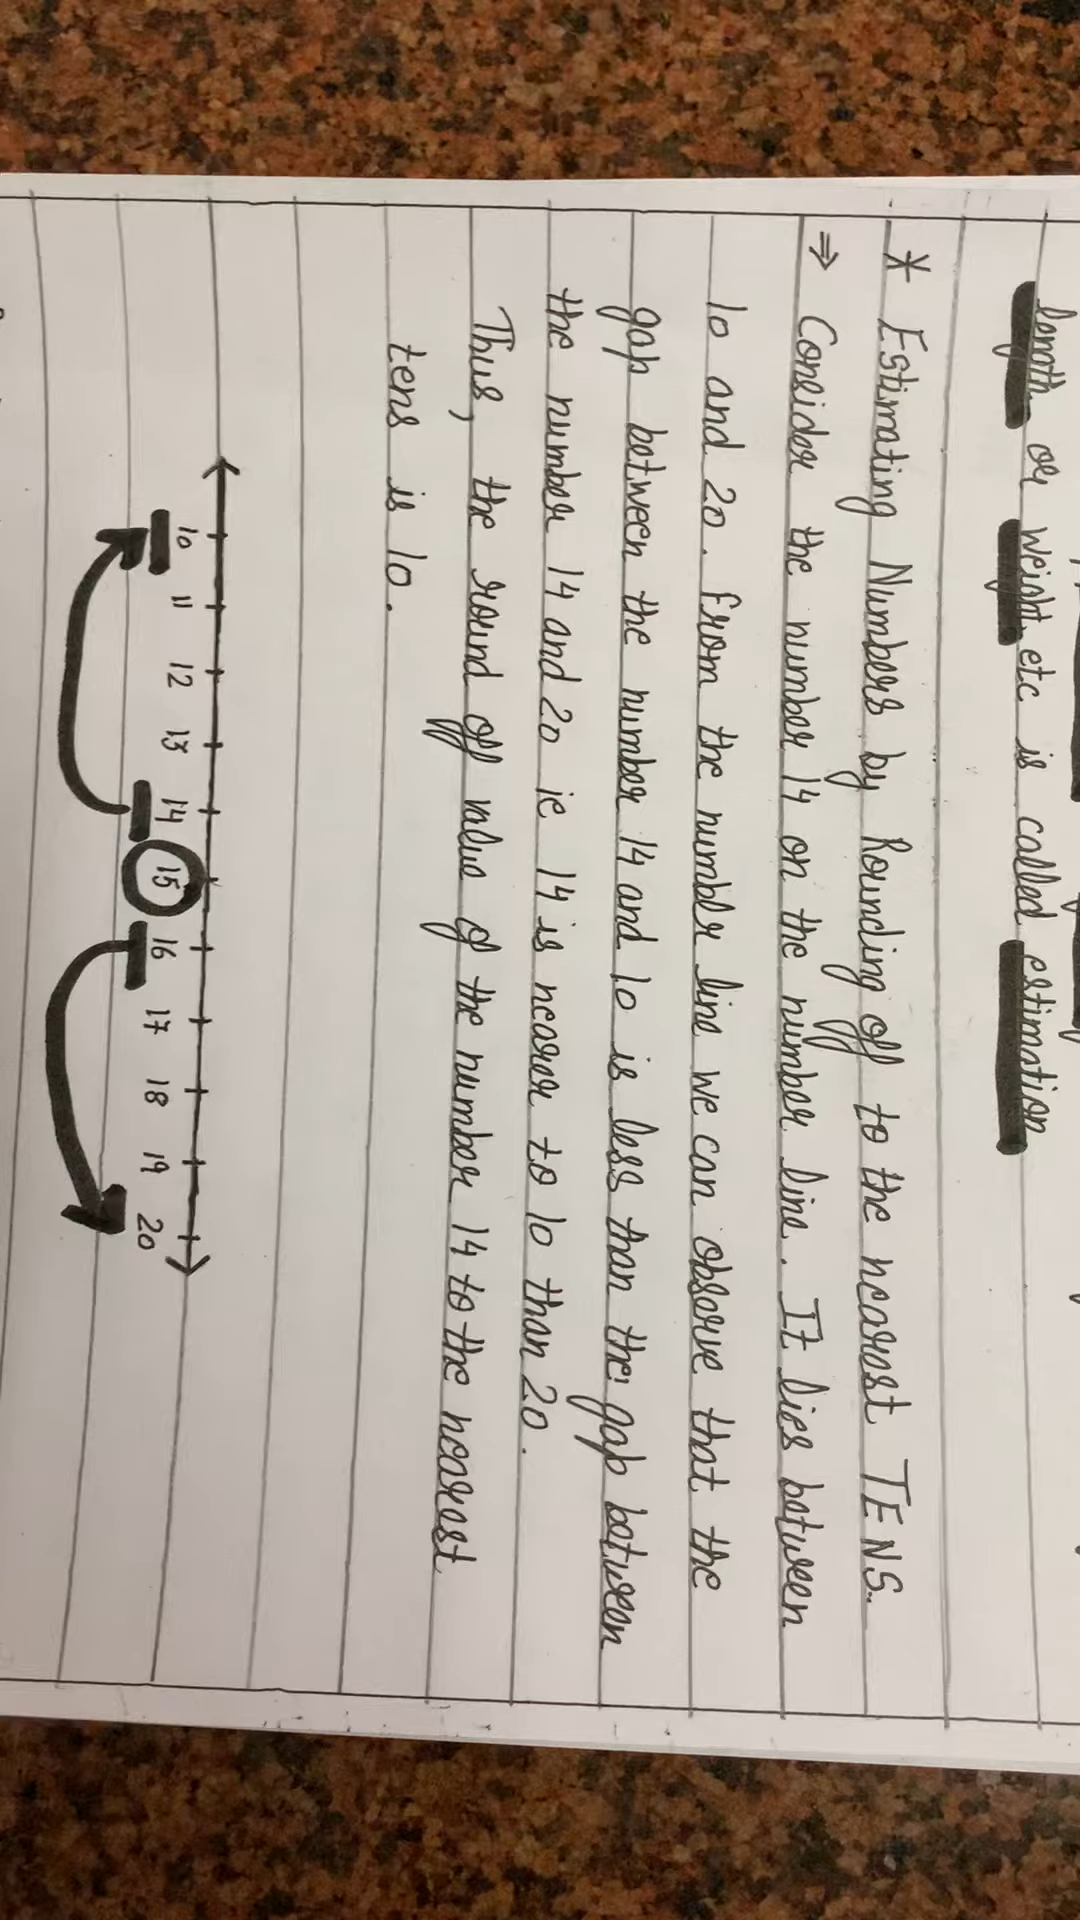 length or weight etc is called estimation
* Estimating Numbers by Rounding off to the nearest TENS.
⇒ Consider the number 14 on the number line. It lies between
10 and 20. From the number line we can observe that the
gap between the number 14 and 10 is less than the gap between
the number 14 and 20 ie 14 is nearer to 10 than 20.
Thus, the round off value of the number 14 to the nearest
tens is 10.
10 11 12 13 14 15 16 17 18 19 20